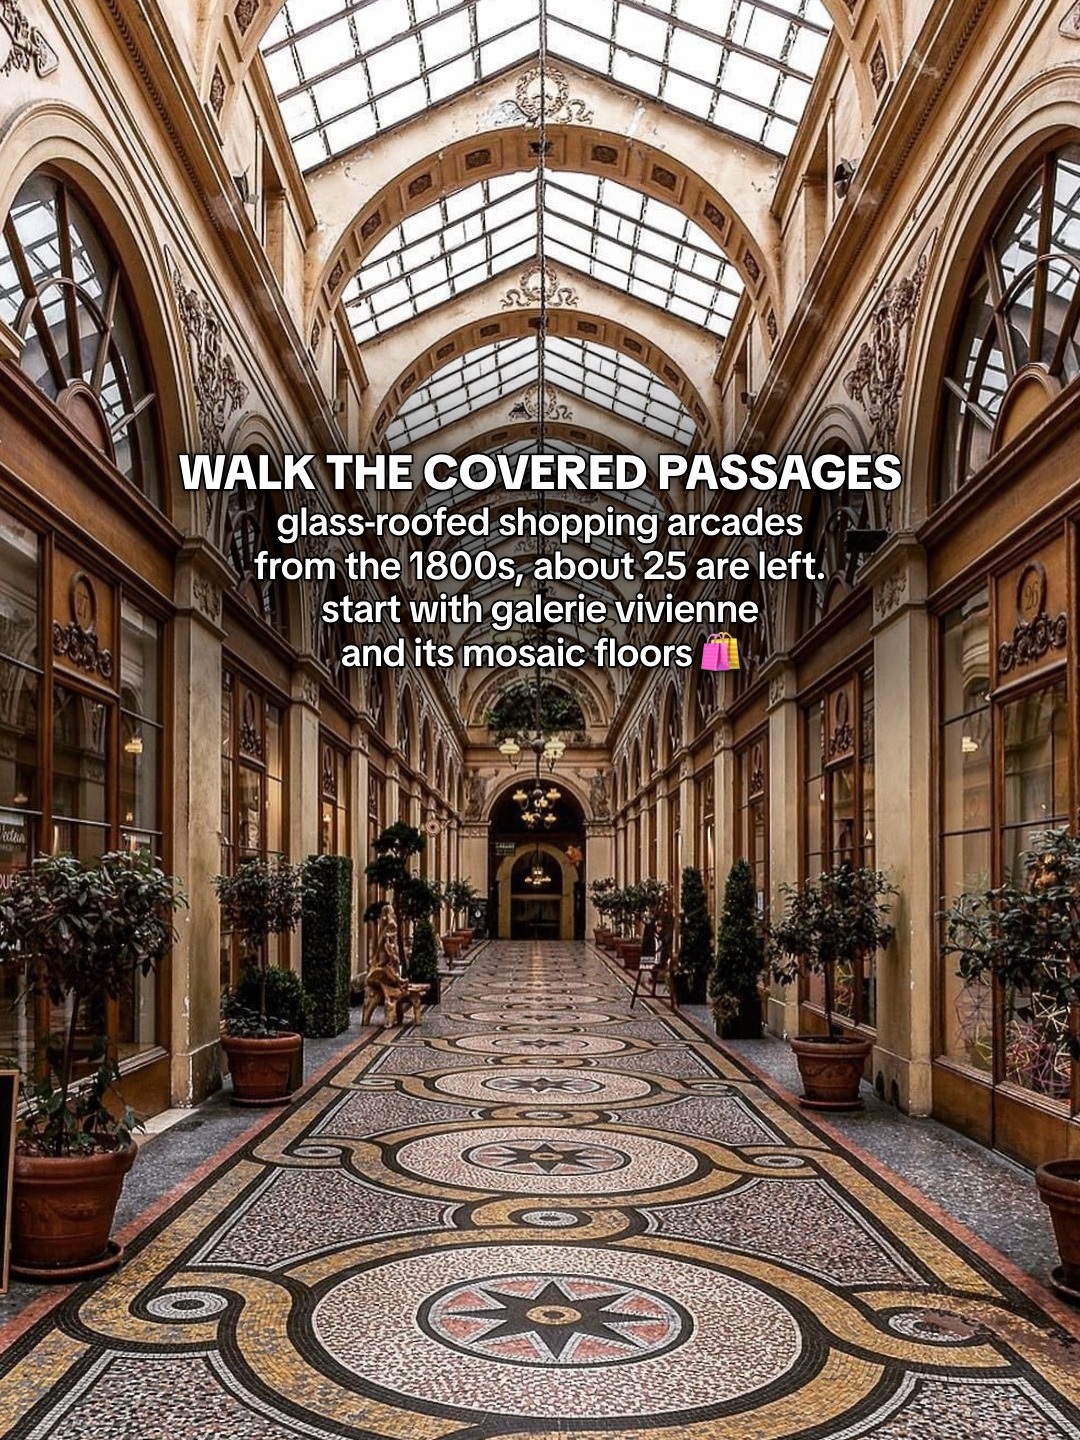 WALK THE COVERED PASSAGES
glass-roofed shopping arcades
from the 1800s, about 25 are left.
start with galerie vivienne
and its mosaic floors 🛍️
26